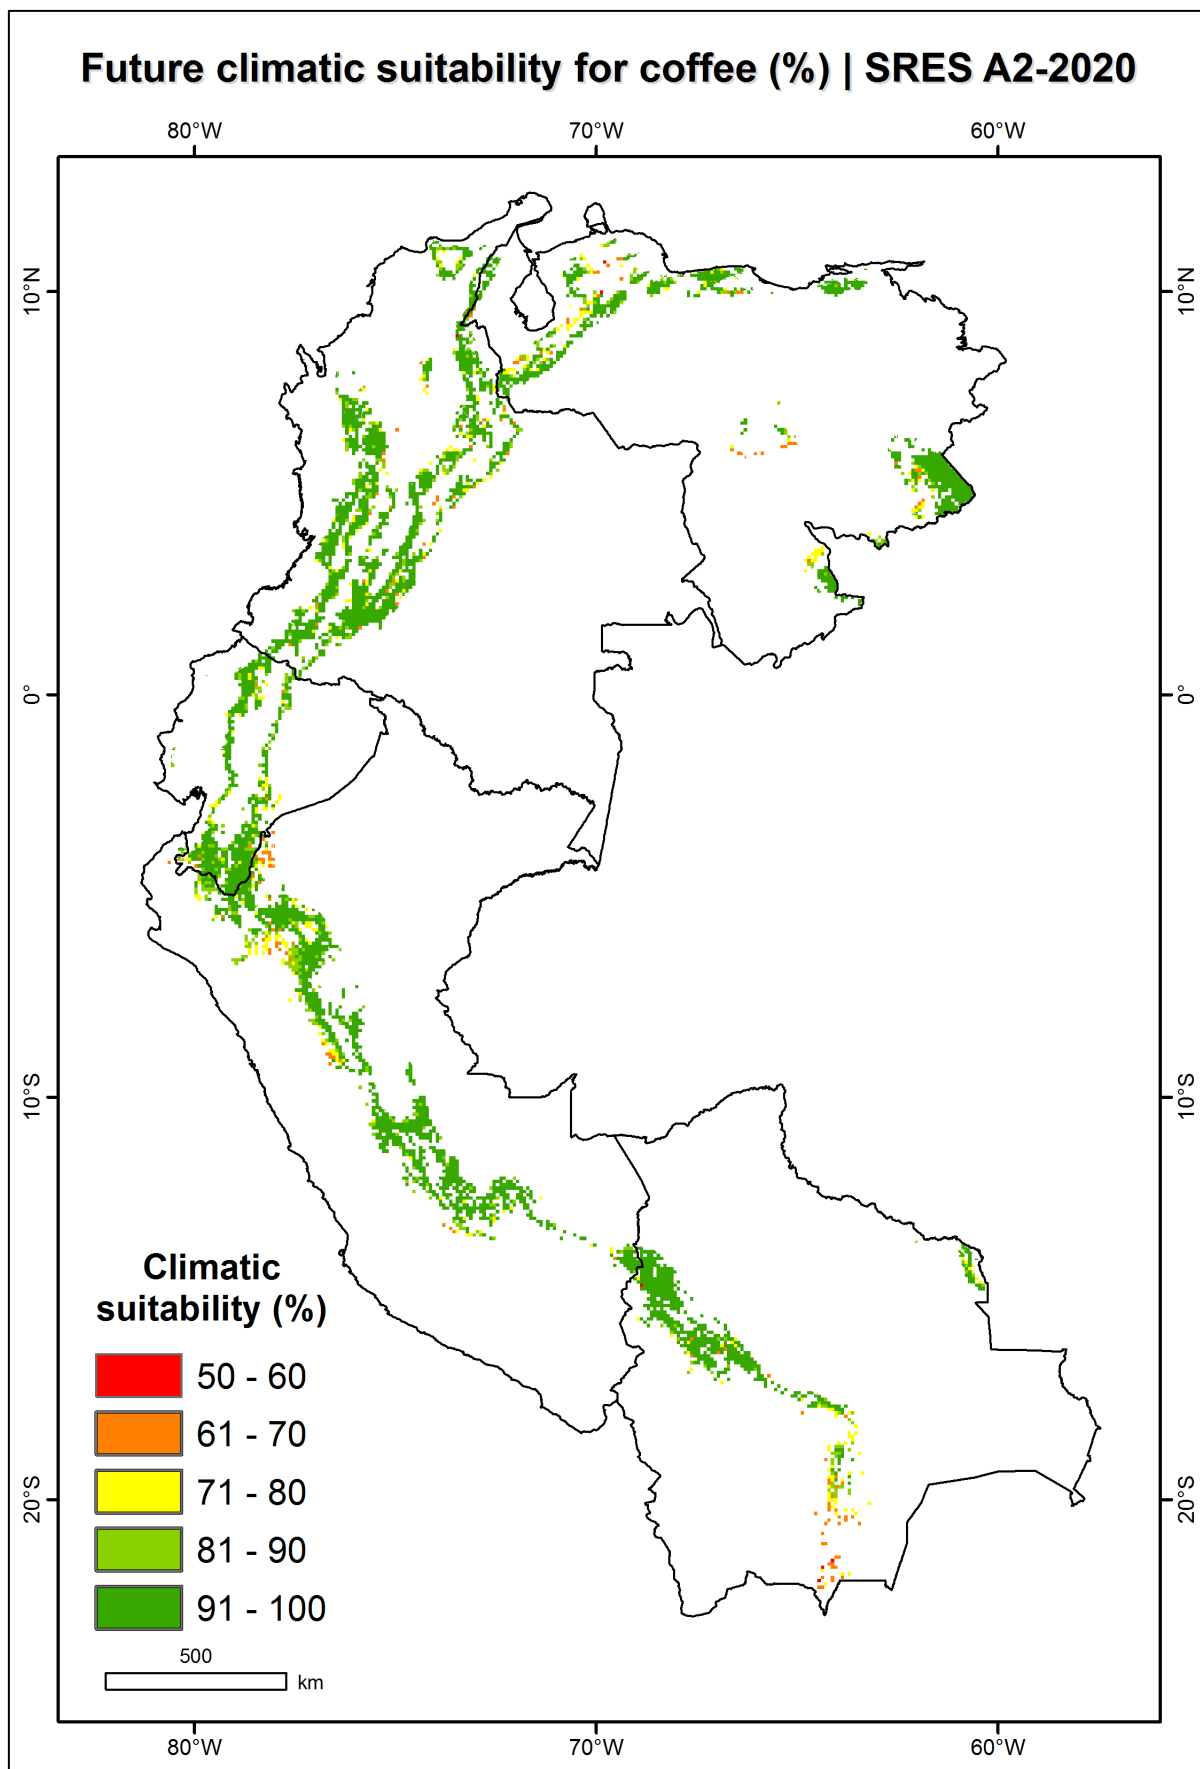 Future climatic suitability for coffee (%) | SRES A2-2020
80°W 70°W 60°W
10°N 10°N
0° 0°
10°S 10°S
Climatic
suitability (%)
50 - 60
61 - 70
71 - 80
20°S 20°S
81 - 90
91 - 100
500
km
80°W 70°W 60°W